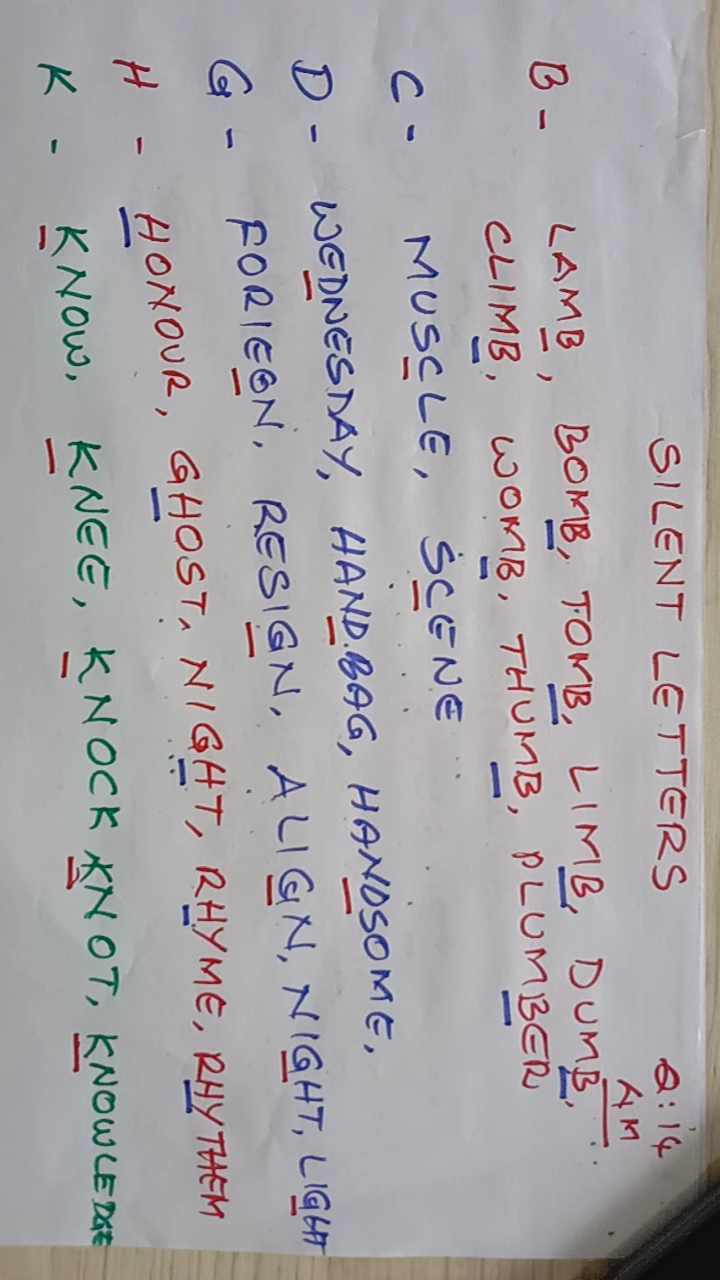 SILENT LETTERS Q:14
AM
B - LAMB, BOMB, TOMB, LIMB, DUMB,
CLIMB, WOMB, THUMB, PLUMBER,
C - MUSCLE, SCENE
D - WEDNESDAY, HAND.BAG, HANDSOME,
G - FORIEGN, RESIGN, ALIGN, NIGHT, LIGHT
H - HONOUR, GHOST, NIGHT, RHYME, RHYTHEM
K - KNOW, KNEE, KNOCK KNOT, KNOWLEDGE